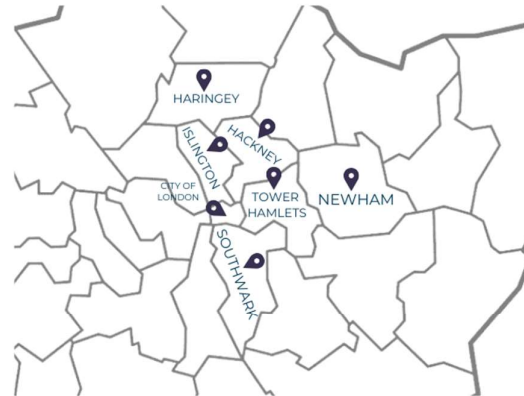 HARINGEY
ISLINGTON
HACKNEY
CITY OF
LONDON
TOWER
HAMLETS
NEWHAM
SOUTHWARK